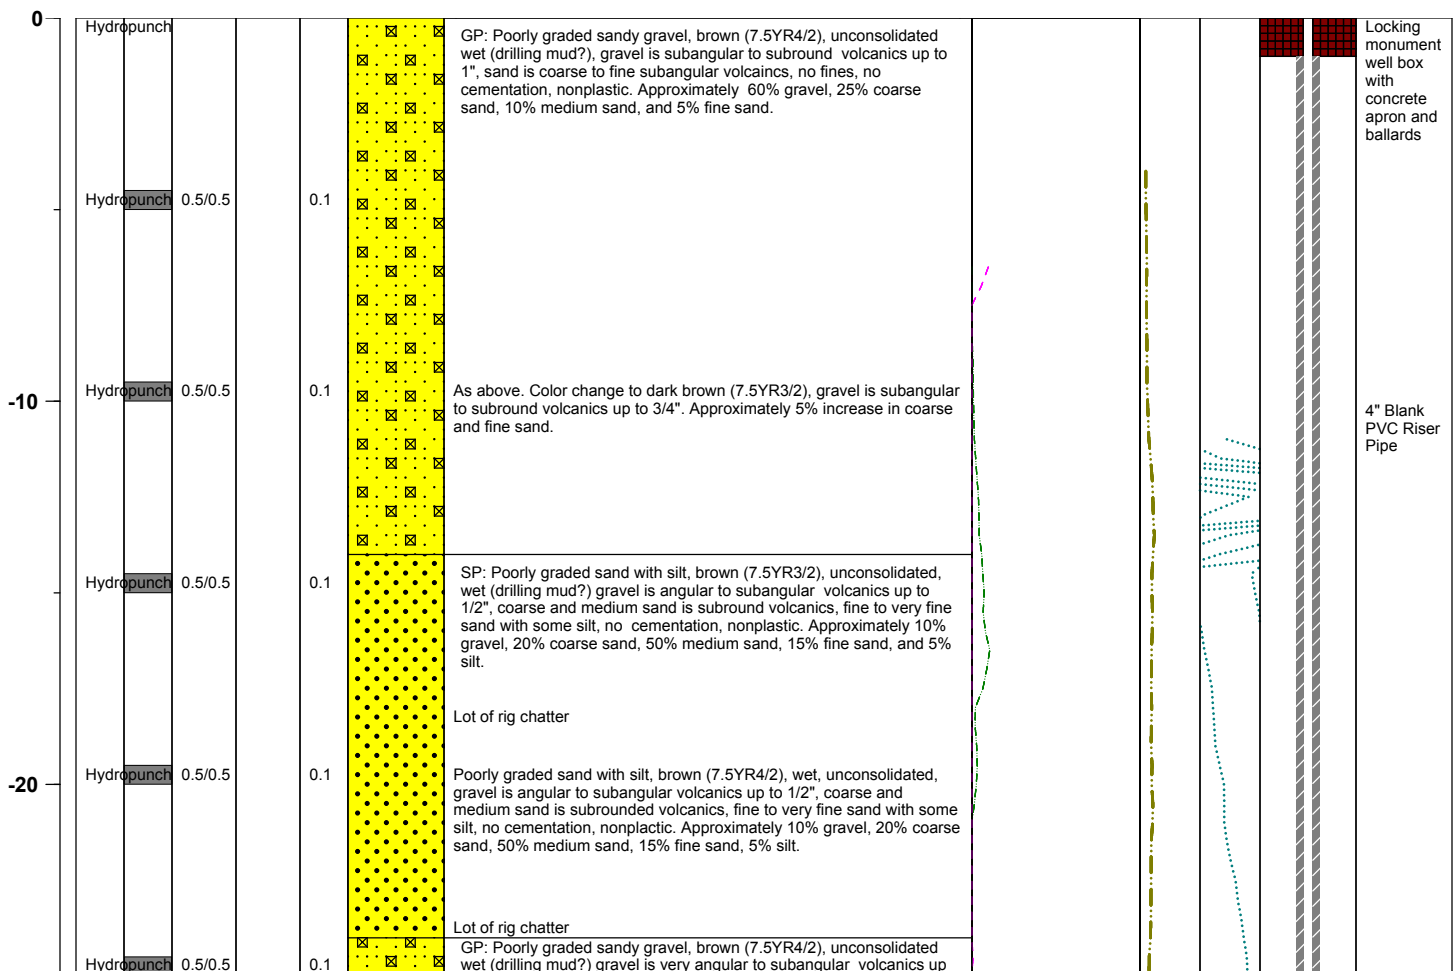 0
Hydropunch
GP: Poorly graded sandy gravel, brown (7.5YR4/2), unconsolidated
wet (drilling mud?), gravel is subangular to subround volcanics up to
1", sand is coarse to fine subangular volcaincs, no fines, no
cementation, nonplastic. Approximately 60% gravel, 25% coarse
sand, 10% medium sand, and 5% fine sand.
Locking
monument
well box
with
concrete
apron and
ballards
Hydropunch 0.5/0.5 0.1
-10
Hydropunch 0.5/0.5 0.1
As above. Color change to dark brown (7.5YR3/2), gravel is subangular
to subround volcanics up to 3/4". Approximately 5% increase in coarse
and fine sand.
4" Blank
PVC Riser
Pipe
Hydropunch 0.5/0.5 0.1
SP: Poorly graded sand with silt, brown (7.5YR3/2), unconsolidated,
wet (drilling mud?) gravel is angular to subangular volcanics up to
1/2", coarse and medium sand is subround volcanics, fine to very fine
sand with some silt, no cementation, nonplastic. Approximately 10%
gravel, 20% coarse sand, 50% medium sand, 15% fine sand, and 5%
silt.
Lot of rig chatter
-20
Hydropunch 0.5/0.5 0.1
Poorly graded sand with silt, brown (7.5YR4/2), wet, unconsolidated,
gravel is angular to subangular volcanics up to 1/2", coarse and
medium sand is subrounded volcanics, fine to very fine sand with some
silt, no cementation, nonplactic. Approximately 10% gravel, 20% coarse
sand, 50% medium sand, 15% fine sand, 5% silt.
Lot of rig chatter
Hydropunch 0.5/0.5 0.1
GP: Poorly graded sandy gravel, brown (7.5YR4/2), unconsolidated
wet (drilling mud?) gravel is very angular to subangular volcanics up